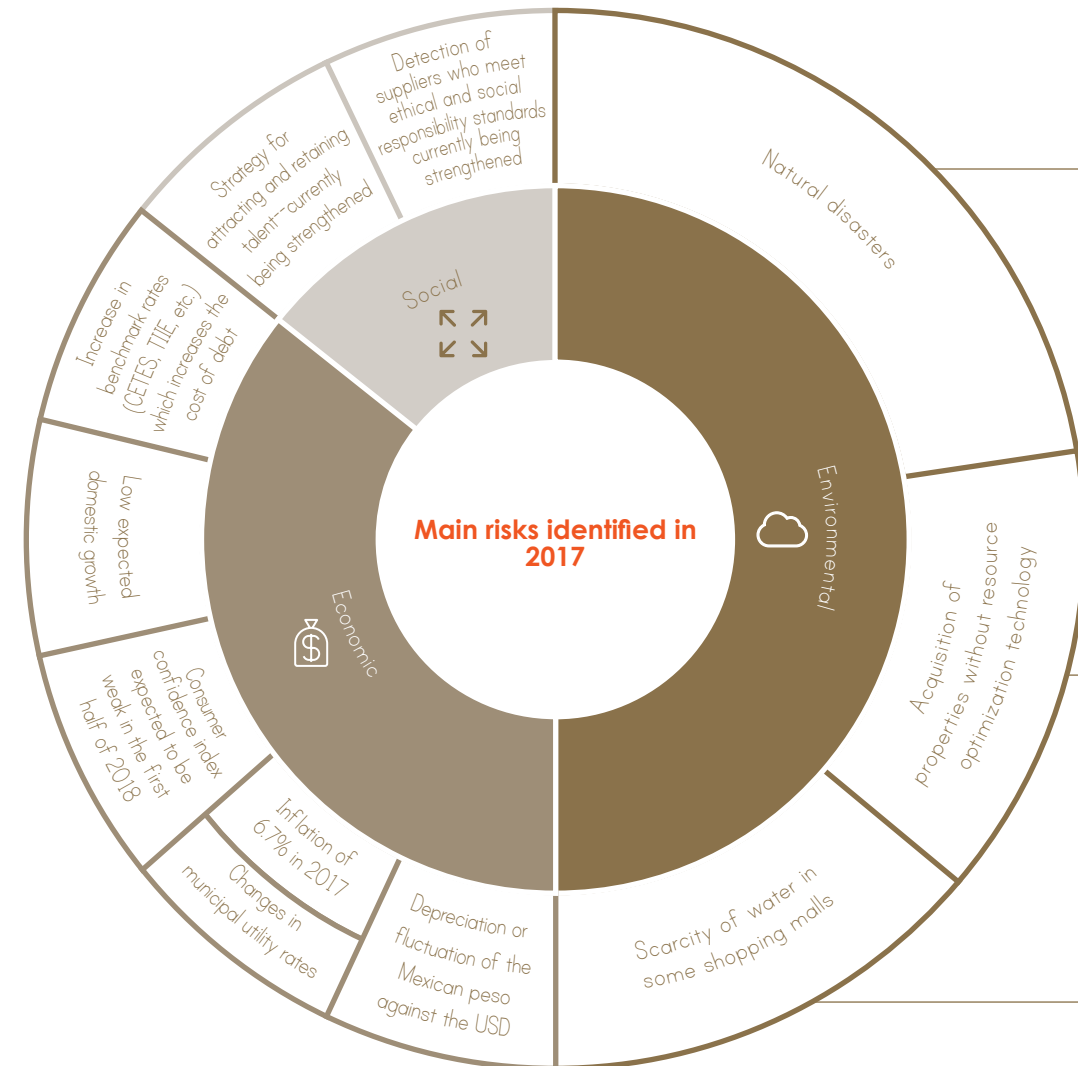 Main risks identified in
2017
Environmental
Natural disasters
Acquisition of
properties without resource
optimization technology
Scarcity of water in
some shopping malls
Economic
Depreciation or
fluctuation of the
Mexican peso
against the USD
Inflation of
6.7% in 2017
Changes in
municipal utility rates
Consumer
confidence index
expected to be
weak in the first
half of 2018
Low expected
domestic growth
Increase in
benchmark rates
(CETES, TIIE, etc.)
which increases the
cost of debt
Social
Strategy for
attracting and retaining
talent--currently
being strengthened
Detection of
suppliers who meet
ethical and social
responsibility standards
currently being
strengthened